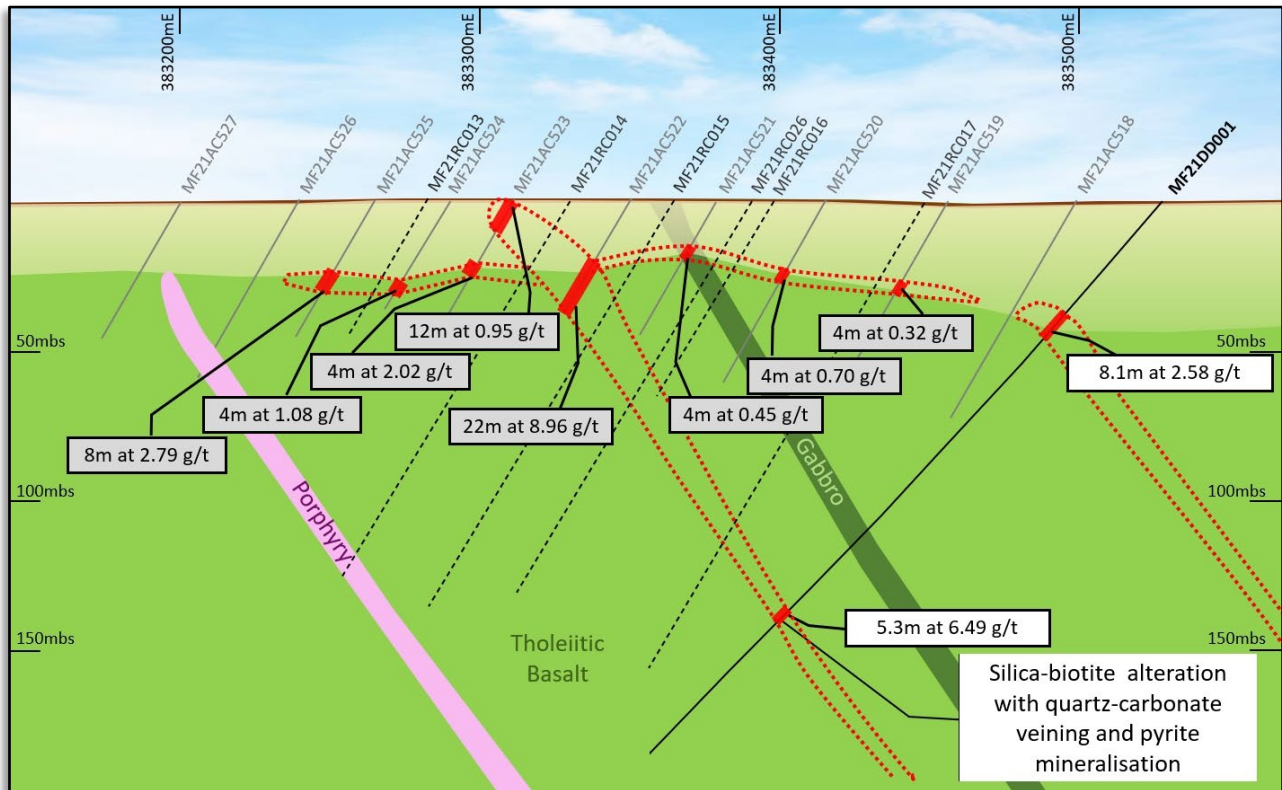 383200mE
383300mE
383400mE
383500mE
MF21AC527
MF21AC526
MF21AC525
MF21RC013
MF21AC524
MF21AC523
MF21RC014
MF21AC522
MF21RC015
MF21AC521
MF21RC026
MF21RC016
MF21AC520
MF21RC017
MF21AC519
MF21AC518
MF21DD001
12m at 0.95 g/t
4m at 0.32 g/t
50mbs
50mbs
4m at 2.02 g/t
4m at 0.70 g/t
8.1m at 2.58 g/t
4m at 1.08 g/t
22m at 8.96 g/t
4m at 0.45 g/t
8m at 2.79 g/t
Gabbro
100mbs
100mbs
Porphyry
5.3m at 6.49 g/t
150mbs
150mbs
Tholeiitic
Basalt
Silica-biotite alteration
with quartz-carbonate
veining and pyrite
mineralisation